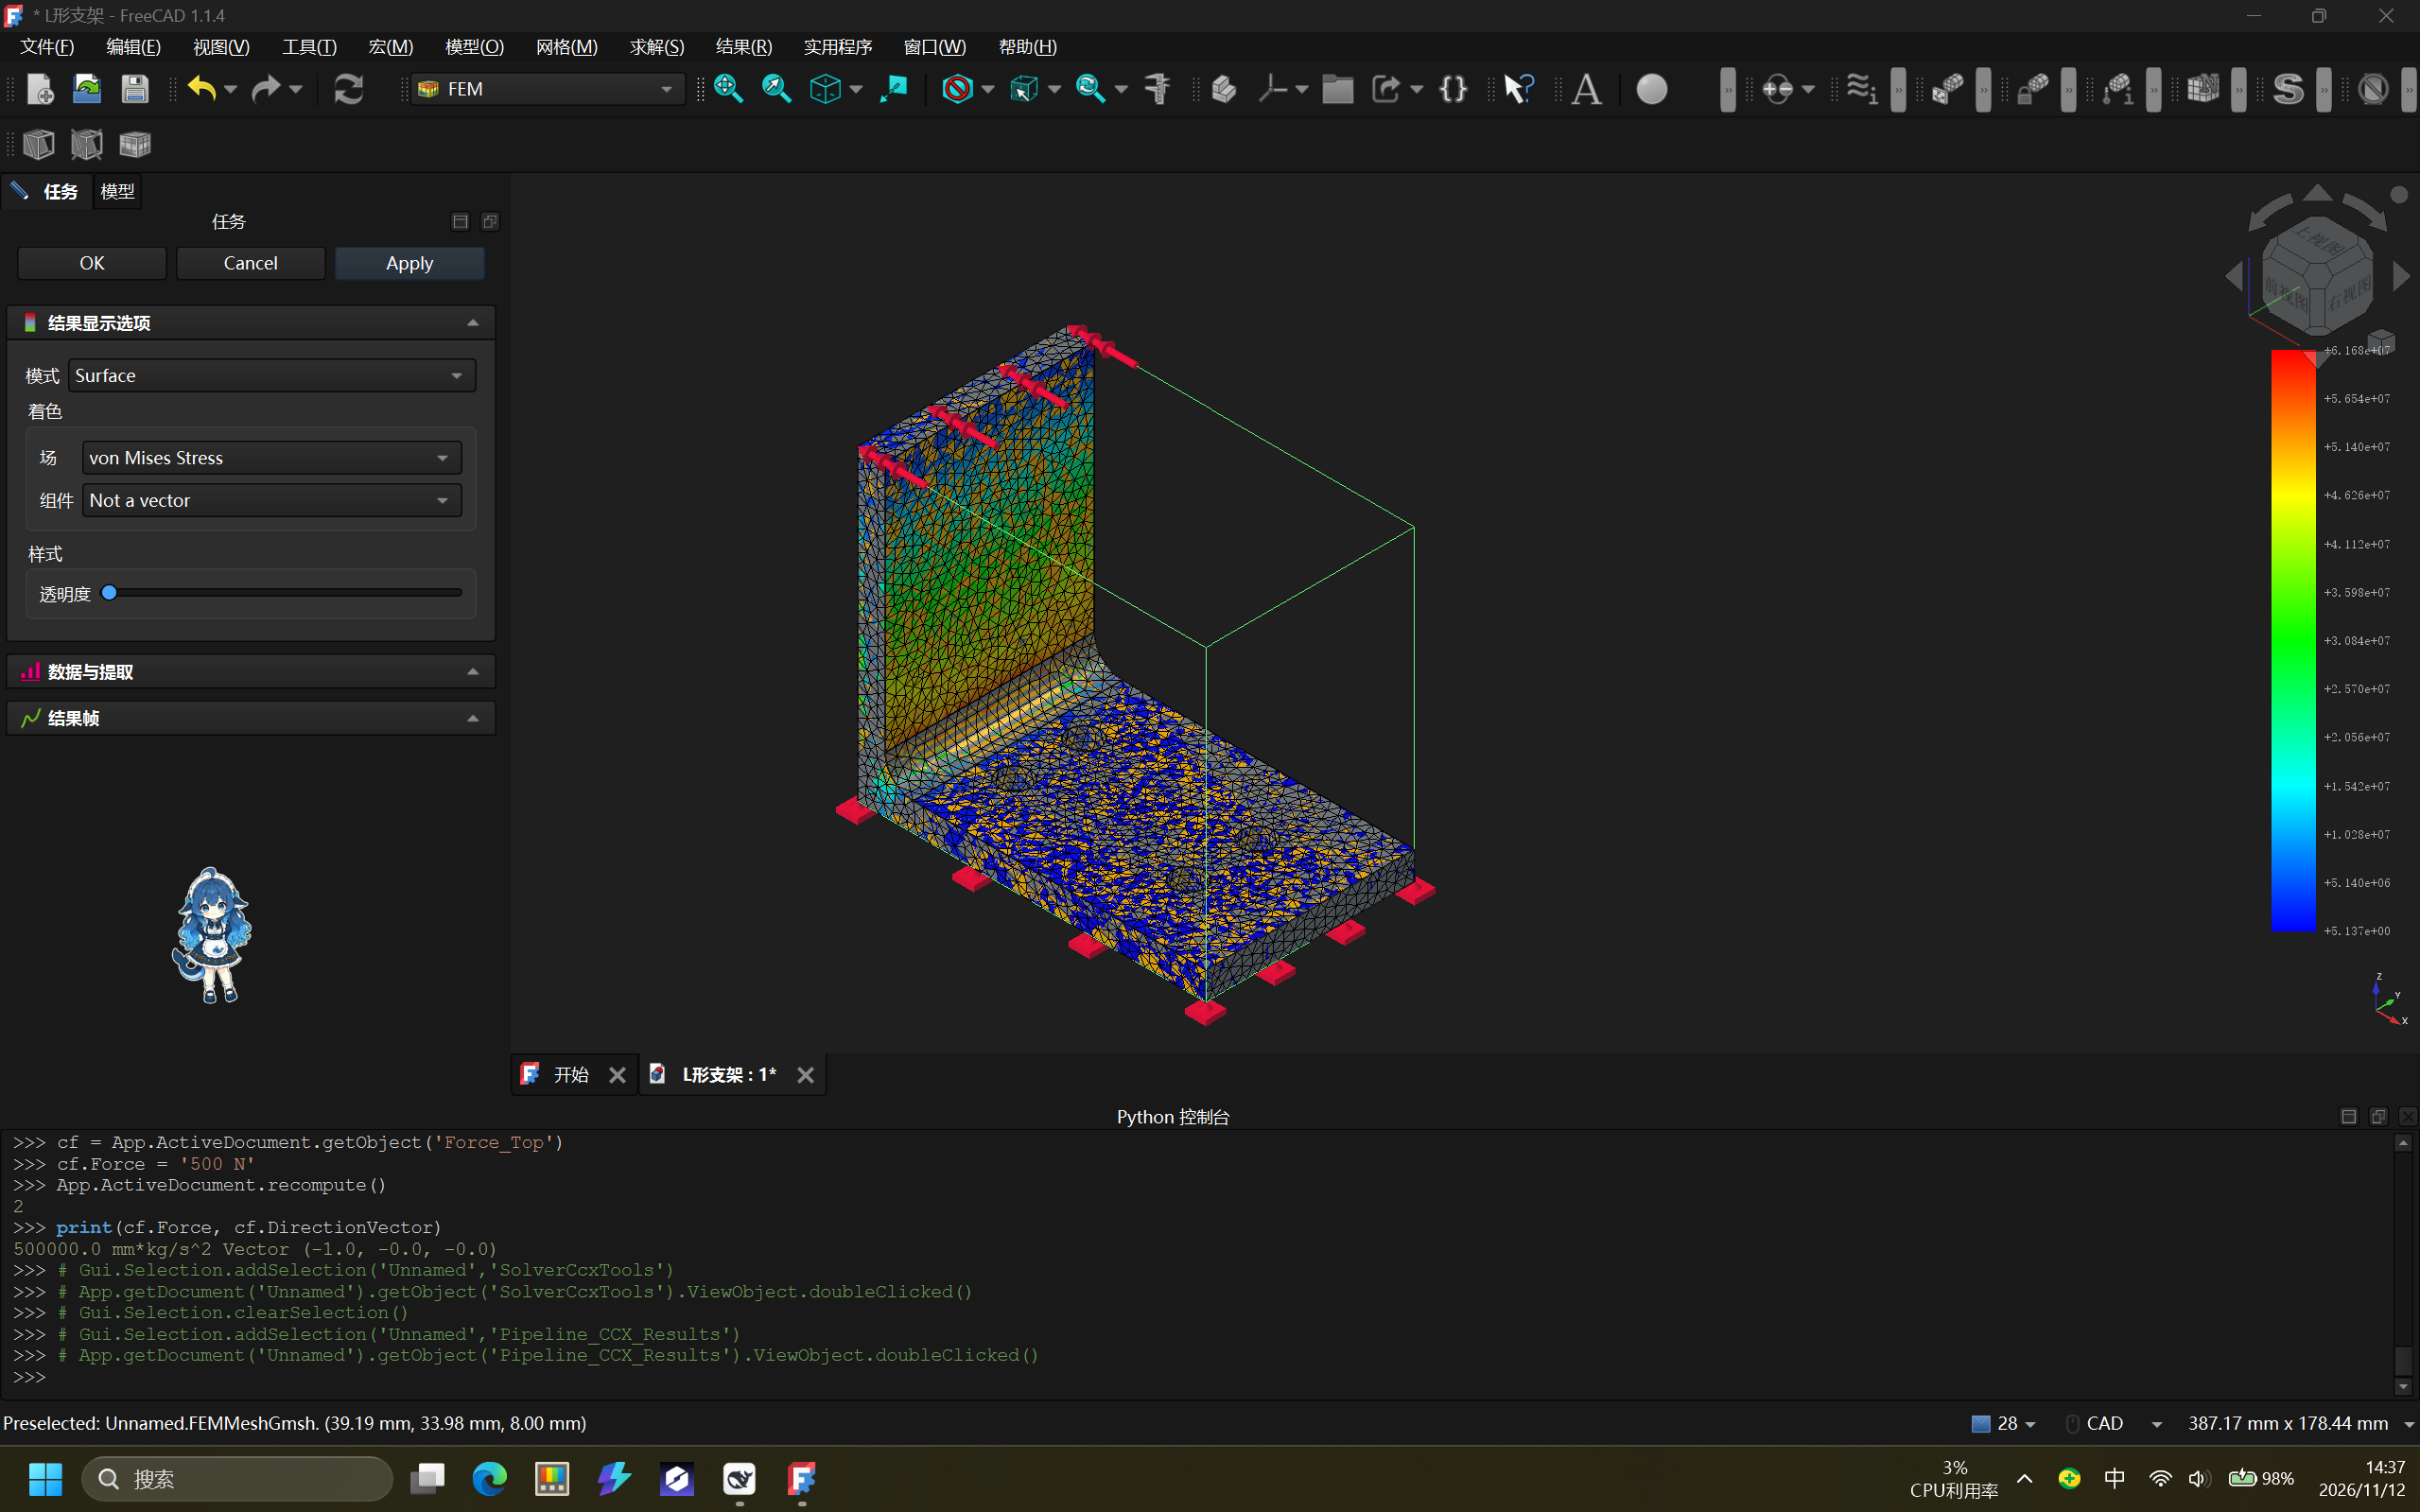 * L形支架 - FreeCAD 1.1.4
文件(F) 编辑(E) 视图(V) 工具(T) 宏(M) 模型(O) 网格(M) 求解(S) 结果(R) 实用程序 窗口(W) 帮助(H)
FEM
任务 模型
任务
OK Cancel Apply
结果显示选项
模式 Surface
着色
场 von Mises Stress
组件 Not a vector
样式
透明度
数据与提取
结果帧
上视图
前视图 右视图
+6.168e+07
+5.654e+07
+5.140e+07
+4.626e+07
+4.112e+07
+3.598e+07
+3.084e+07
+2.570e+07
+2.056e+07
+1.542e+07
+1.028e+07
+5.140e+06
+5.137e+00
Z
Y
X
开始 L形支架 : 1*
Python 控制台
>>> cf = App.ActiveDocument.getObject('Force_Top')
>>> cf.Force = '500 N'
>>> App.ActiveDocument.recompute()
2
>>> print(cf.Force, cf.DirectionVector)
500000.0 mm*kg/s^2 Vector (-1.0, -0.0, -0.0)
>>> # Gui.Selection.addSelection('Unnamed','SolverCcxTools')
>>> # App.getDocument('Unnamed').getObject('SolverCcxTools').ViewObject.doubleClicked()
>>> # Gui.Selection.clearSelection()
>>> # Gui.Selection.addSelection('Unnamed','Pipeline_CCX_Results')
>>> # App.getDocument('Unnamed').getObject('Pipeline_CCX_Results').ViewObject.doubleClicked()
>>>
Preselected: Unnamed.FEMMeshGmsh. (39.19 mm, 33.98 mm, 8.00 mm)
28 CAD 387.17 mm x 178.44 mm
搜索
3%
CPU利用率
中
98%
14:37
2026/11/12